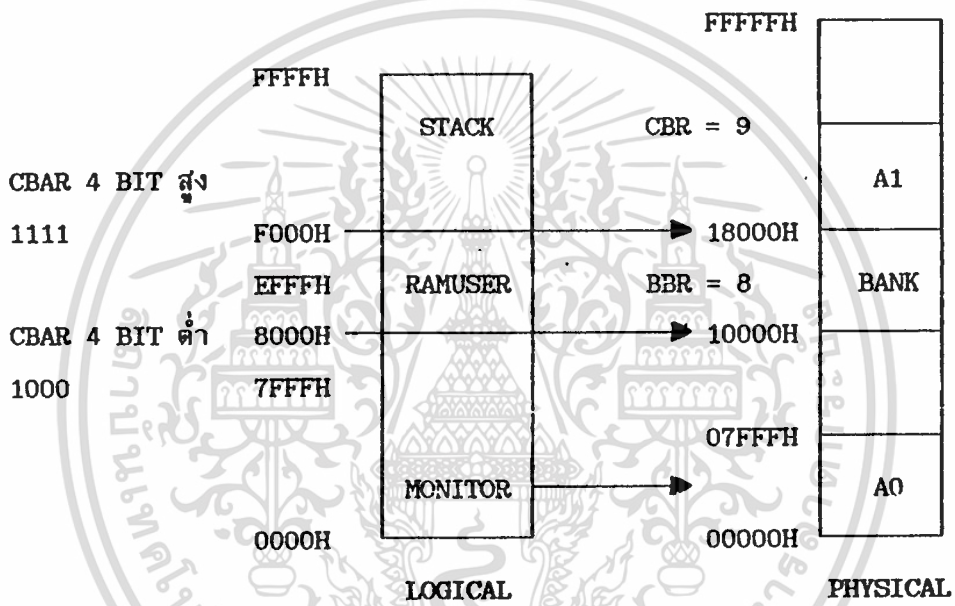 FFFFFH
FFFFH
STACK
CBR = 9
CBAR 4 BIT สูง
A1
1111
F000H
18000H
EFFFH
RAMUSER
BBR = 8
BANK
CBAR 4 BIT ต่ำ
8000H
10000H
1000
7FFFH
07FFFH
MONITOR
A0
0000H
00000H
LOGICAL
PHYSICAL